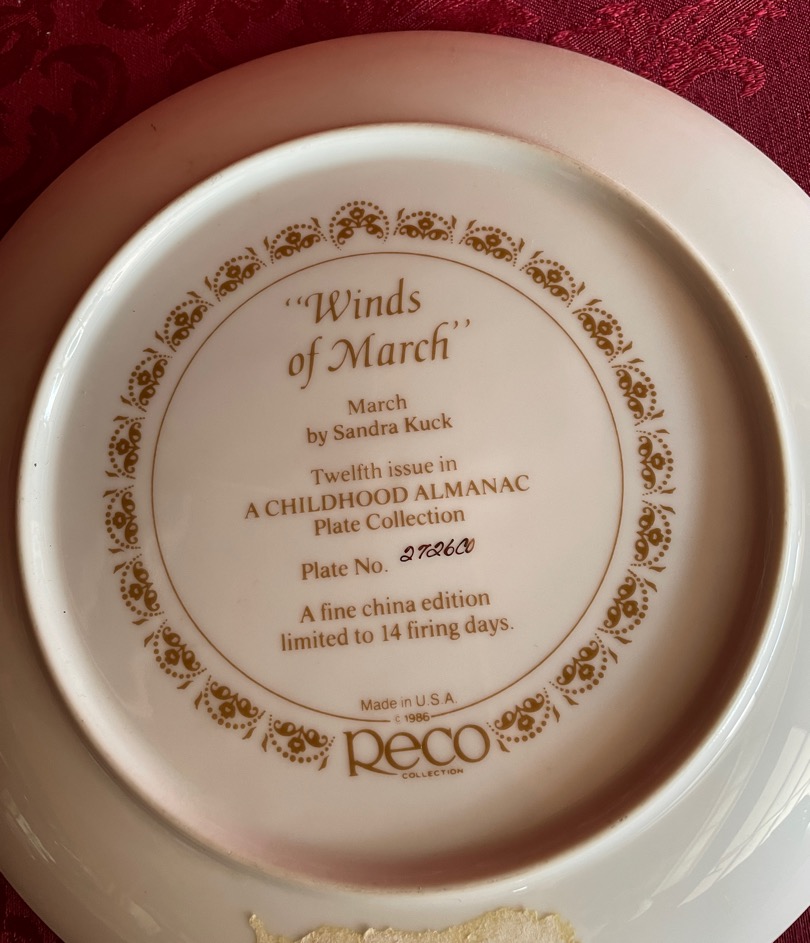 “Winds
of March”
March
by Sandra Kuck
Twelfth issue in
A CHILDHOOD ALMANAC
Plate Collection
Plate No. 2726CO
A fine china edition
limited to 14 firing days.
Made in U.S.A.
© 1986
Reco
COLLECTION